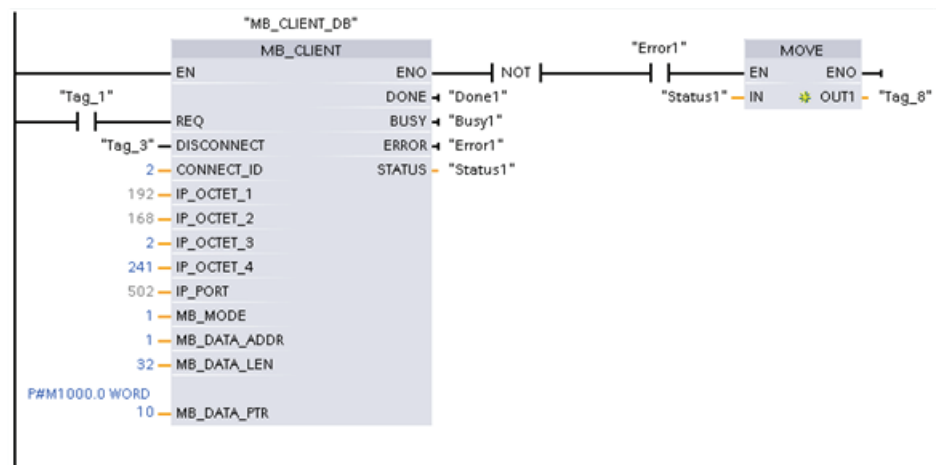 "MB_CLIENT_DB"
MB_CLIENT "Error1" MOVE
EN ENO NOT EN ENO
"Tag_1" DONE "Done1" "Status1" IN OUT1 "Tag_8"
REQ BUSY "Busy1"
"Tag_3" DISCONNECT ERROR "Error1"
2 CONNECT_ID STATUS "Status1"
192 IP_OCTET_1
168 IP_OCTET_2
2 IP_OCTET_3
241 IP_OCTET_4
502 IP_PORT
1 MB_MODE
1 MB_DATA_ADDR
32 MB_DATA_LEN
P#M1000.0 WORD
10 MB_DATA_PTR